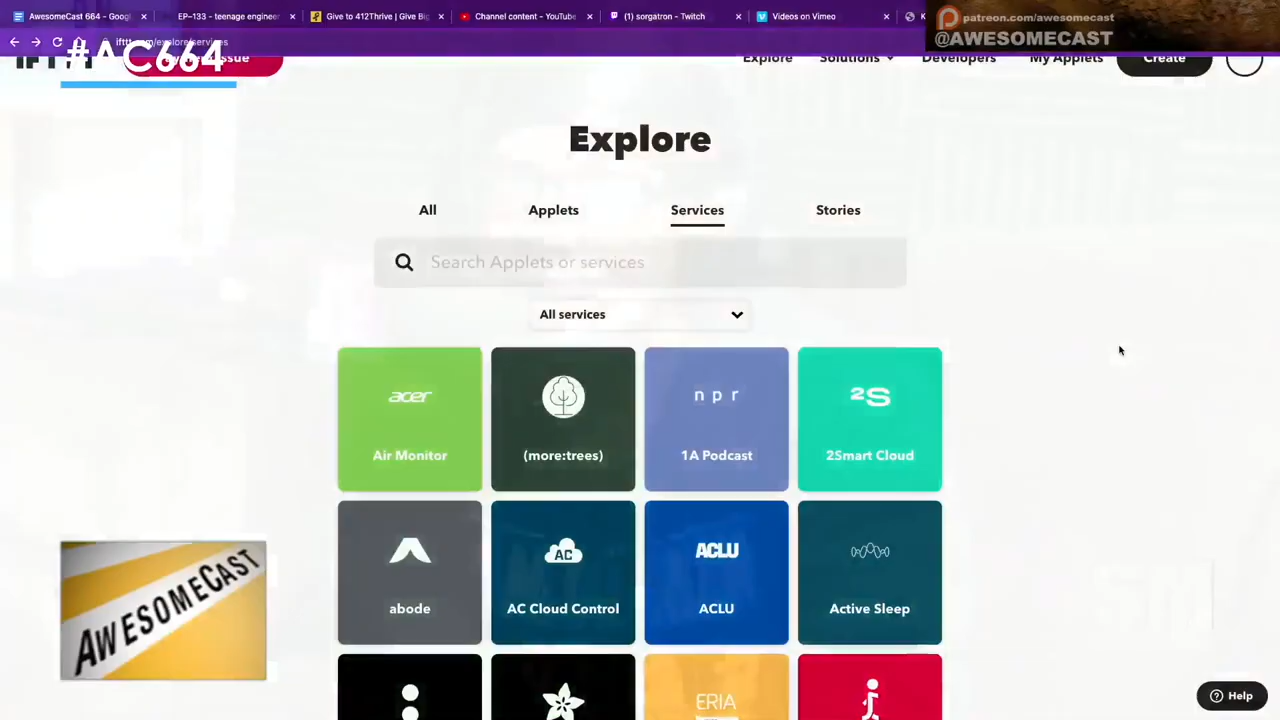 AwesomeCast 664 - Goog
EP–133 - teenage engineer
Give to 412Thrive | Give Big
Channel content - YouTube
(1) sorgatron - Twitch
Videos on Vimeo
patreon.com/awesomecast
@AWESOMECAST
#AC664
Explore
Solutions
Developers
My Applets
Create
Explore
All
Applets
Services
Stories
Search Applets or services
All services
acer
Air Monitor
(more:trees)
npr
1A Podcast
2S
2Smart Cloud
abode
AC
AC Cloud Control
ACLU
ACLU
Active Sleep
AWESOMECAST
ERIA
Help